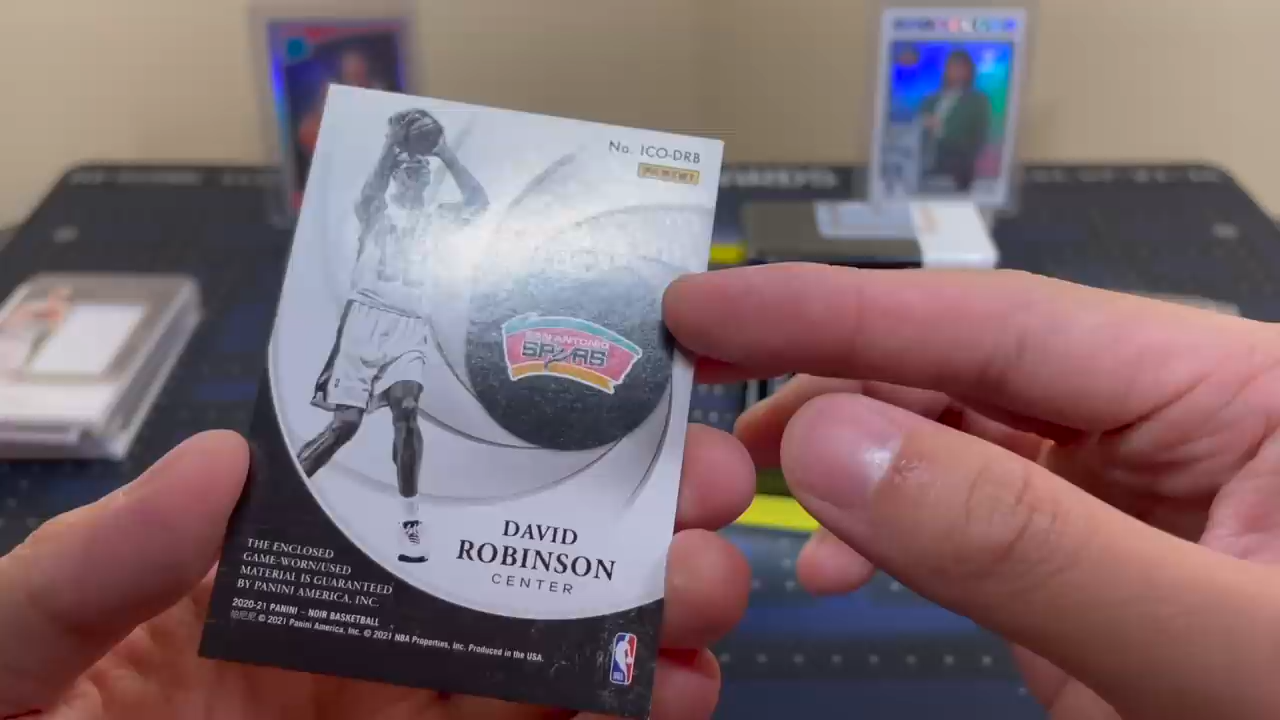 No. ICO-DRB
PANINI
SAN ANTONIO
SPURS
DAVID
ROBINSON
CENTER
THE ENCLOSED
GAME-WORN/USED
MATERIAL IS GUARANTEED
BY PANINI AMERICA, INC.
2020-21 PANINI – NOIR BASKETBALL
© 2021 Panini America, Inc. © 2021 NBA Properties, Inc. Produced in the USA.